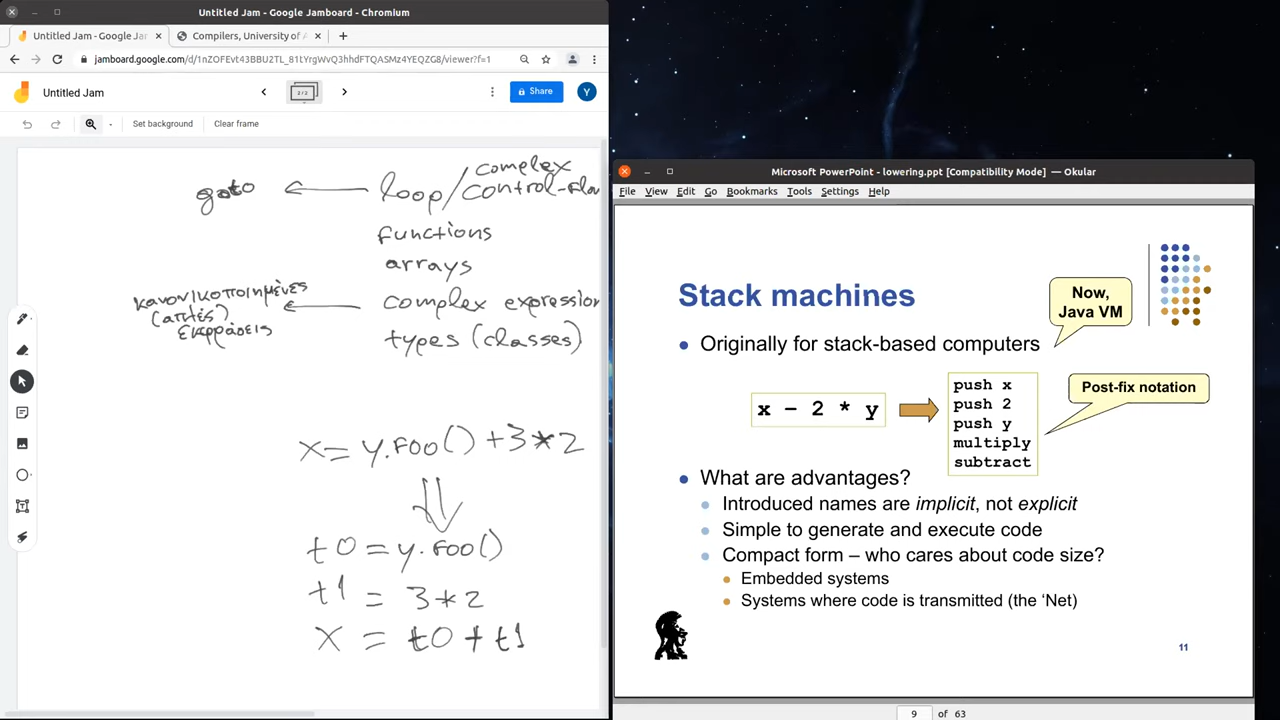 Untitled Jam - Google Jamboard - Chromium
Untitled Jam - Google Jar
Compilers, University of A
jamboard.google.com/d/1nZOFEvt43BBU2TL_81tYrgWvQ3hhdFTQASMz4YEQZG8/viewer?f=1
Untitled Jam
Share
Y
Set background
Clear frame
goto
loop/complex
control-flow
functions
arrays
κανονικοποιημένες
(απλές)
εκφράσεις
complex expression
types (classes)
x = y.foo() + 3*2
t0 = y.foo()
t1 = 3*2
x = t0 + t1
Microsoft PowerPoint - lowering.ppt [Compatibility Mode] — Okular
File View Edit Go Bookmarks Tools Settings Help
Stack machines
Now,
Java VM
Originally for stack-based computers
x - 2 * y
push x
push 2
push y
multiply
subtract
Post-fix notation
What are advantages?
Introduced names are implicit, not explicit
Simple to generate and execute code
Compact form – who cares about code size?
Embedded systems
Systems where code is transmitted (the ‘Net)
11
9 of 63